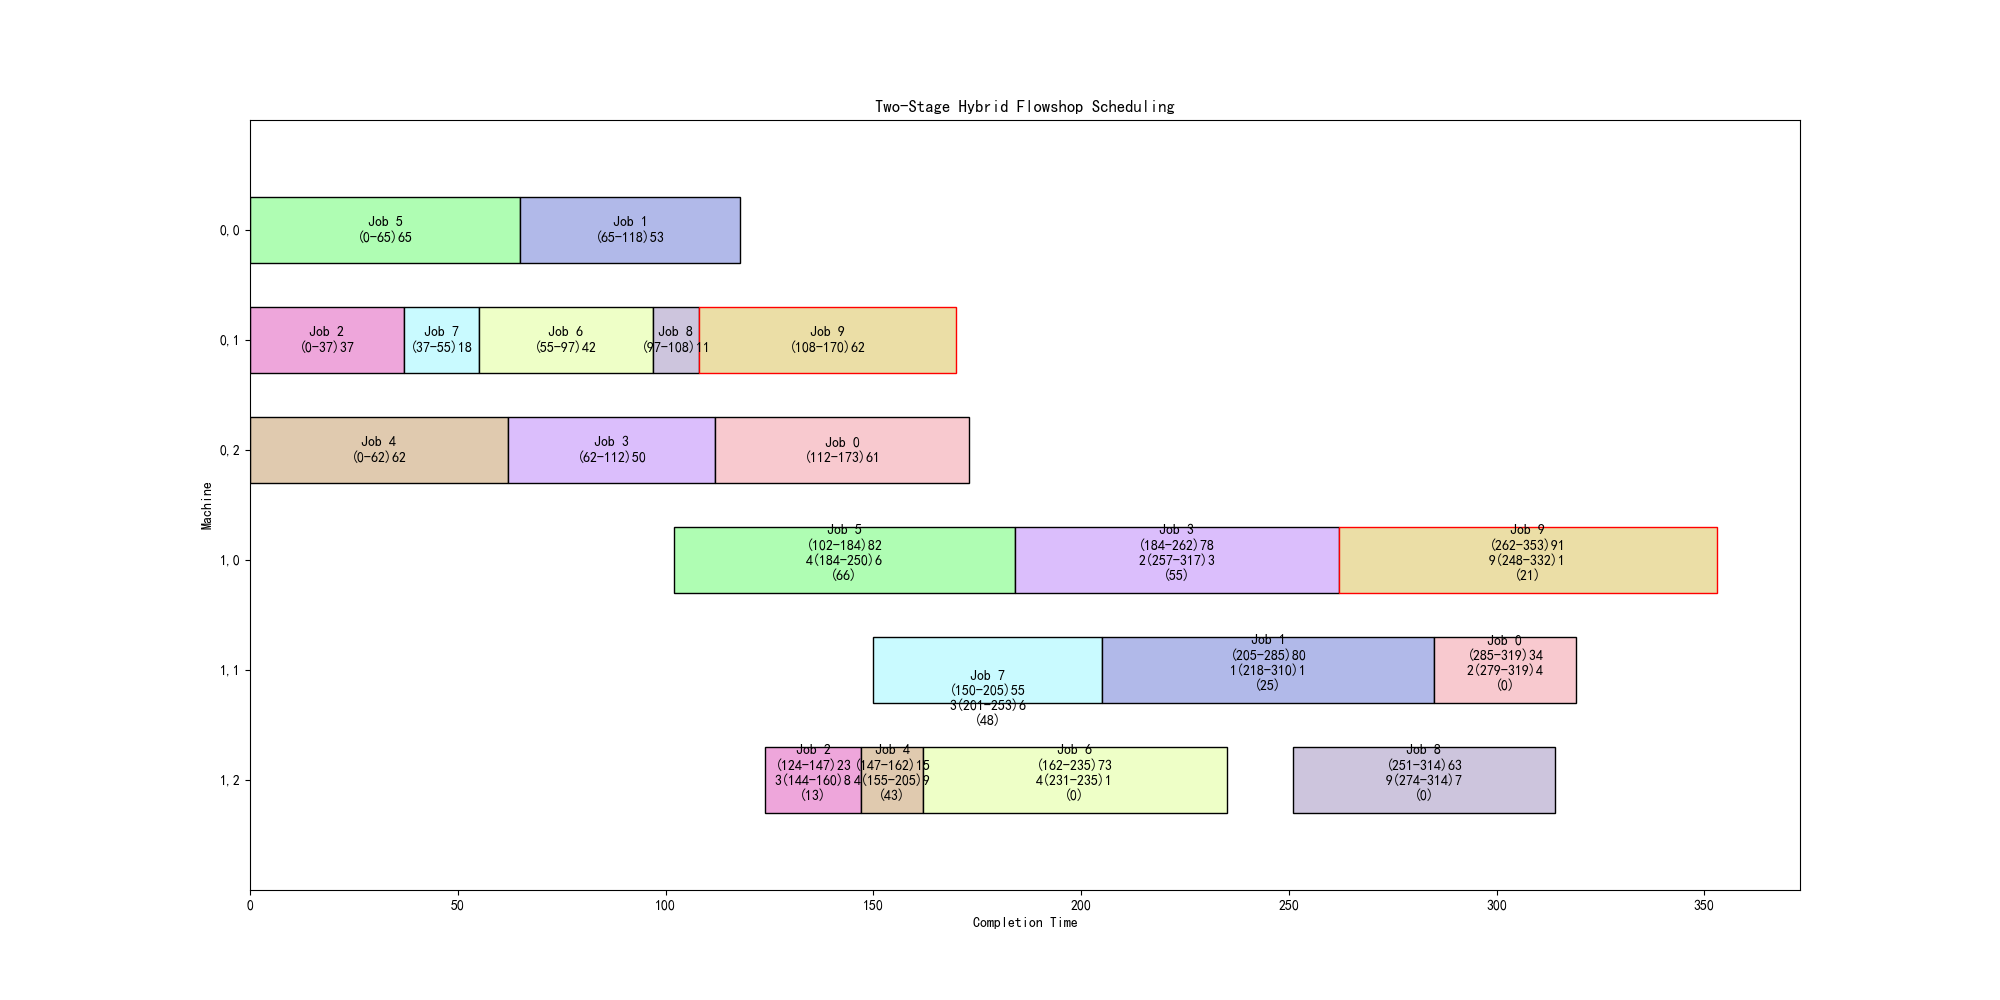 Two-Stage Hybrid Flowshop Scheduling
0,0
Job 5
(0-65)65
Job 1
(65-118)53
0,1
Job 2
(0-37)37
Job 7
(37-55)18
Job 6
(55-97)42
Job 8
(97-108)11
Job 9
(108-170)62
0,2
Job 4
(0-62)62
Job 3
(62-112)50
Job 0
(112-173)61
Machine
1,0
Job 5
(102-184)82
4(184-250)6
(66)
Job 3
(184-262)78
2(257-317)3
(55)
Job 9
(262-353)91
9(248-332)1
(21)
1,1
Job 7
(150-205)55
3(201-253)6
(48)
Job 1
(205-285)80
1(218-310)1
(25)
Job 0
(285-319)34
2(279-319)4
(0)
1,2
Job 2
(124-147)23
3(144-160)8
(13)
Job 4
(147-162)15
4(155-205)9
(43)
Job 6
(162-235)73
4(231-235)1
(0)
Job 8
(251-314)63
9(274-314)7
(0)
0 50 100 150 200 250 300 350
Completion Time